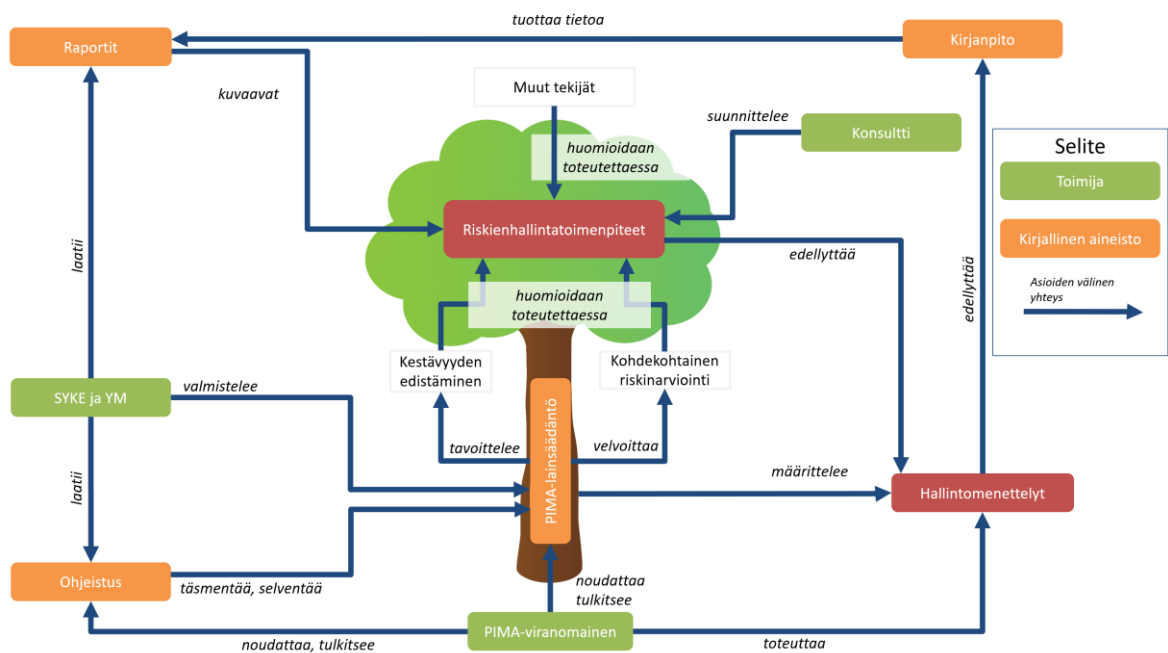 tuottaa tietoa
Raportit
Kirjanpito
kuvaavat
Muut tekijät
suunnittelee
Konsultti
Selite
Toimija
Kirjallinen aineisto
Asioiden välinen
yhteys
huomioidaan
toteutettaessa
Riskienhallintatoimenpiteet
edellyttää
edellyttää
laatii
huomioidaan
toteutettaessa
Kestävyyden
edistäminen
Kohdekohtainen
riskinarviointi
SYKE ja YM
valmistelee
tavoittelee
velvoittaa
PIMA-lainsäädäntö
määrittelee
Hallintomenettelyt
laatii
Ohjeistus
täsmentää, selventää
noudattaa
tulkitsee
noudattaa, tulkitsee
PIMA-viranomainen
toteuttaa